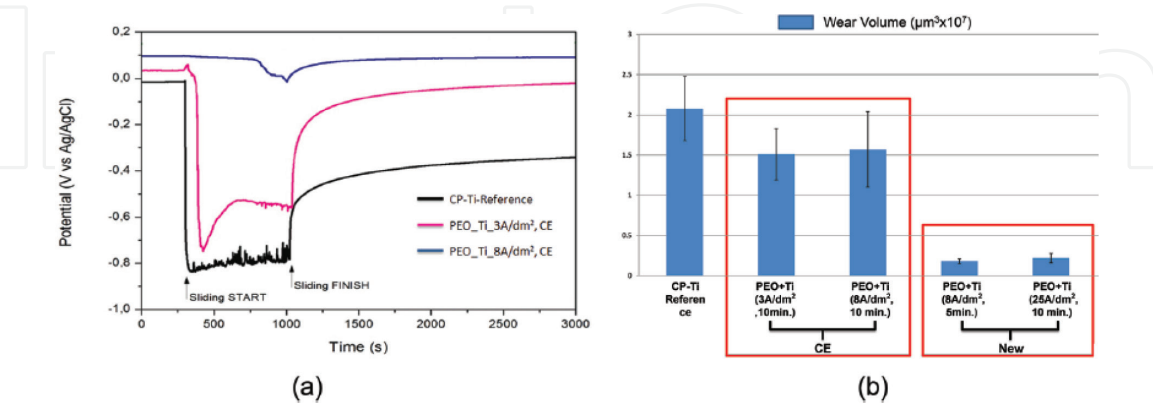 0,2
0,0
-0,2
-0,4
-0,6
-0,8
-1,0
Potential (V vs Ag/AgCl)
CP-Ti-Reference
PEO_Ti_3A/dm², CE
PEO_Ti_8A/dm², CE
Sliding START
Sliding FINISH
0
500
1000
1500
2000
2500
3000
Time (s)
(a)
Wear Volume (µm³x10⁷)
3
2.5
2
1.5
1
0.5
0
CP-Ti
Referen
ce
PEO+Ti
(3A/dm²
,10min.)
PEO+Ti
(8A/dm²,
10 min.)
PEO+Ti
(8A/dm²,
5min.)
PEO+Ti
(25A/dm²,
10 min.)
CE
New
(b)